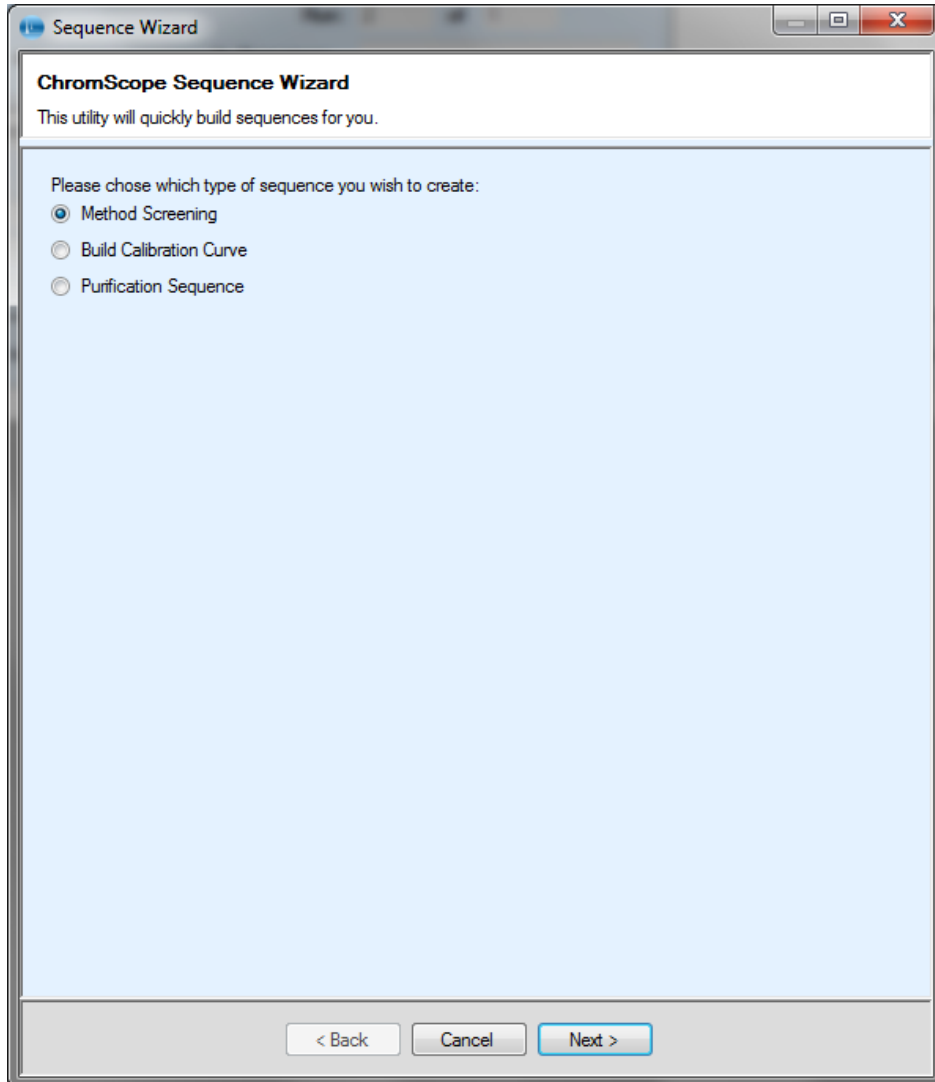 Sequence Wizard
ChromScope Sequence Wizard
This utility will quickly build sequences for you.
Please chose which type of sequence you wish to create:
Method Screening
Build Calibration Curve
Purification Sequence
< Back
Cancel
Next >